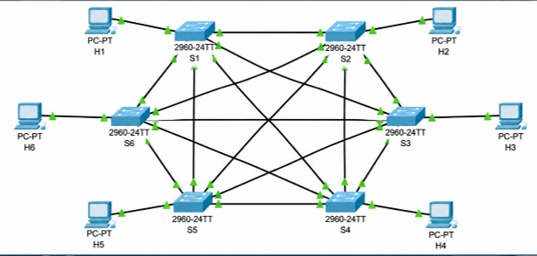 PC-PT
H1
2960-24TT
S1
2960-24TT
S2
PC-PT
H2
PC-PT
H6
2960-24TT
S6
2960-24TT
S3
PC-PT
H3
PC-PT
H5
2960-24TT
S5
2960-24TT
S4
PC-PT
H4